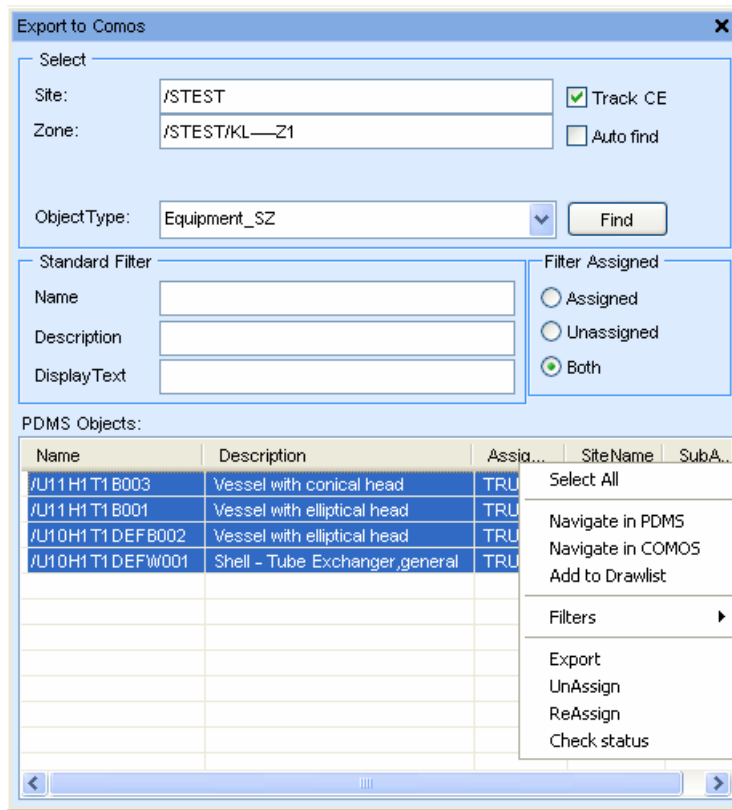 Export to Comos
Select
Site: /STEST
Track CE
Zone: /STEST/KL-----Z1
Auto find
ObjectType: Equipment_SZ
Find
Standard Filter
Filter Assigned
Name
Assigned
Description
Unassigned
DisplayText
Both
PDMS Objects:
Name Description Assig... SiteName SubA...
/U11H1T1B003 Vessel with conical head TRU
/U11H1T1B001 Vessel with elliptical head TRU
/U10H1T1DEFB002 Vessel with elliptical head TRU
/U10H1T1DEFW001 Shell - Tube Exchanger,general TRU
Select All
Navigate in PDMS
Navigate in COMOS
Add to Drawlist
Filters
Export
UnAssign
ReAssign
Check status